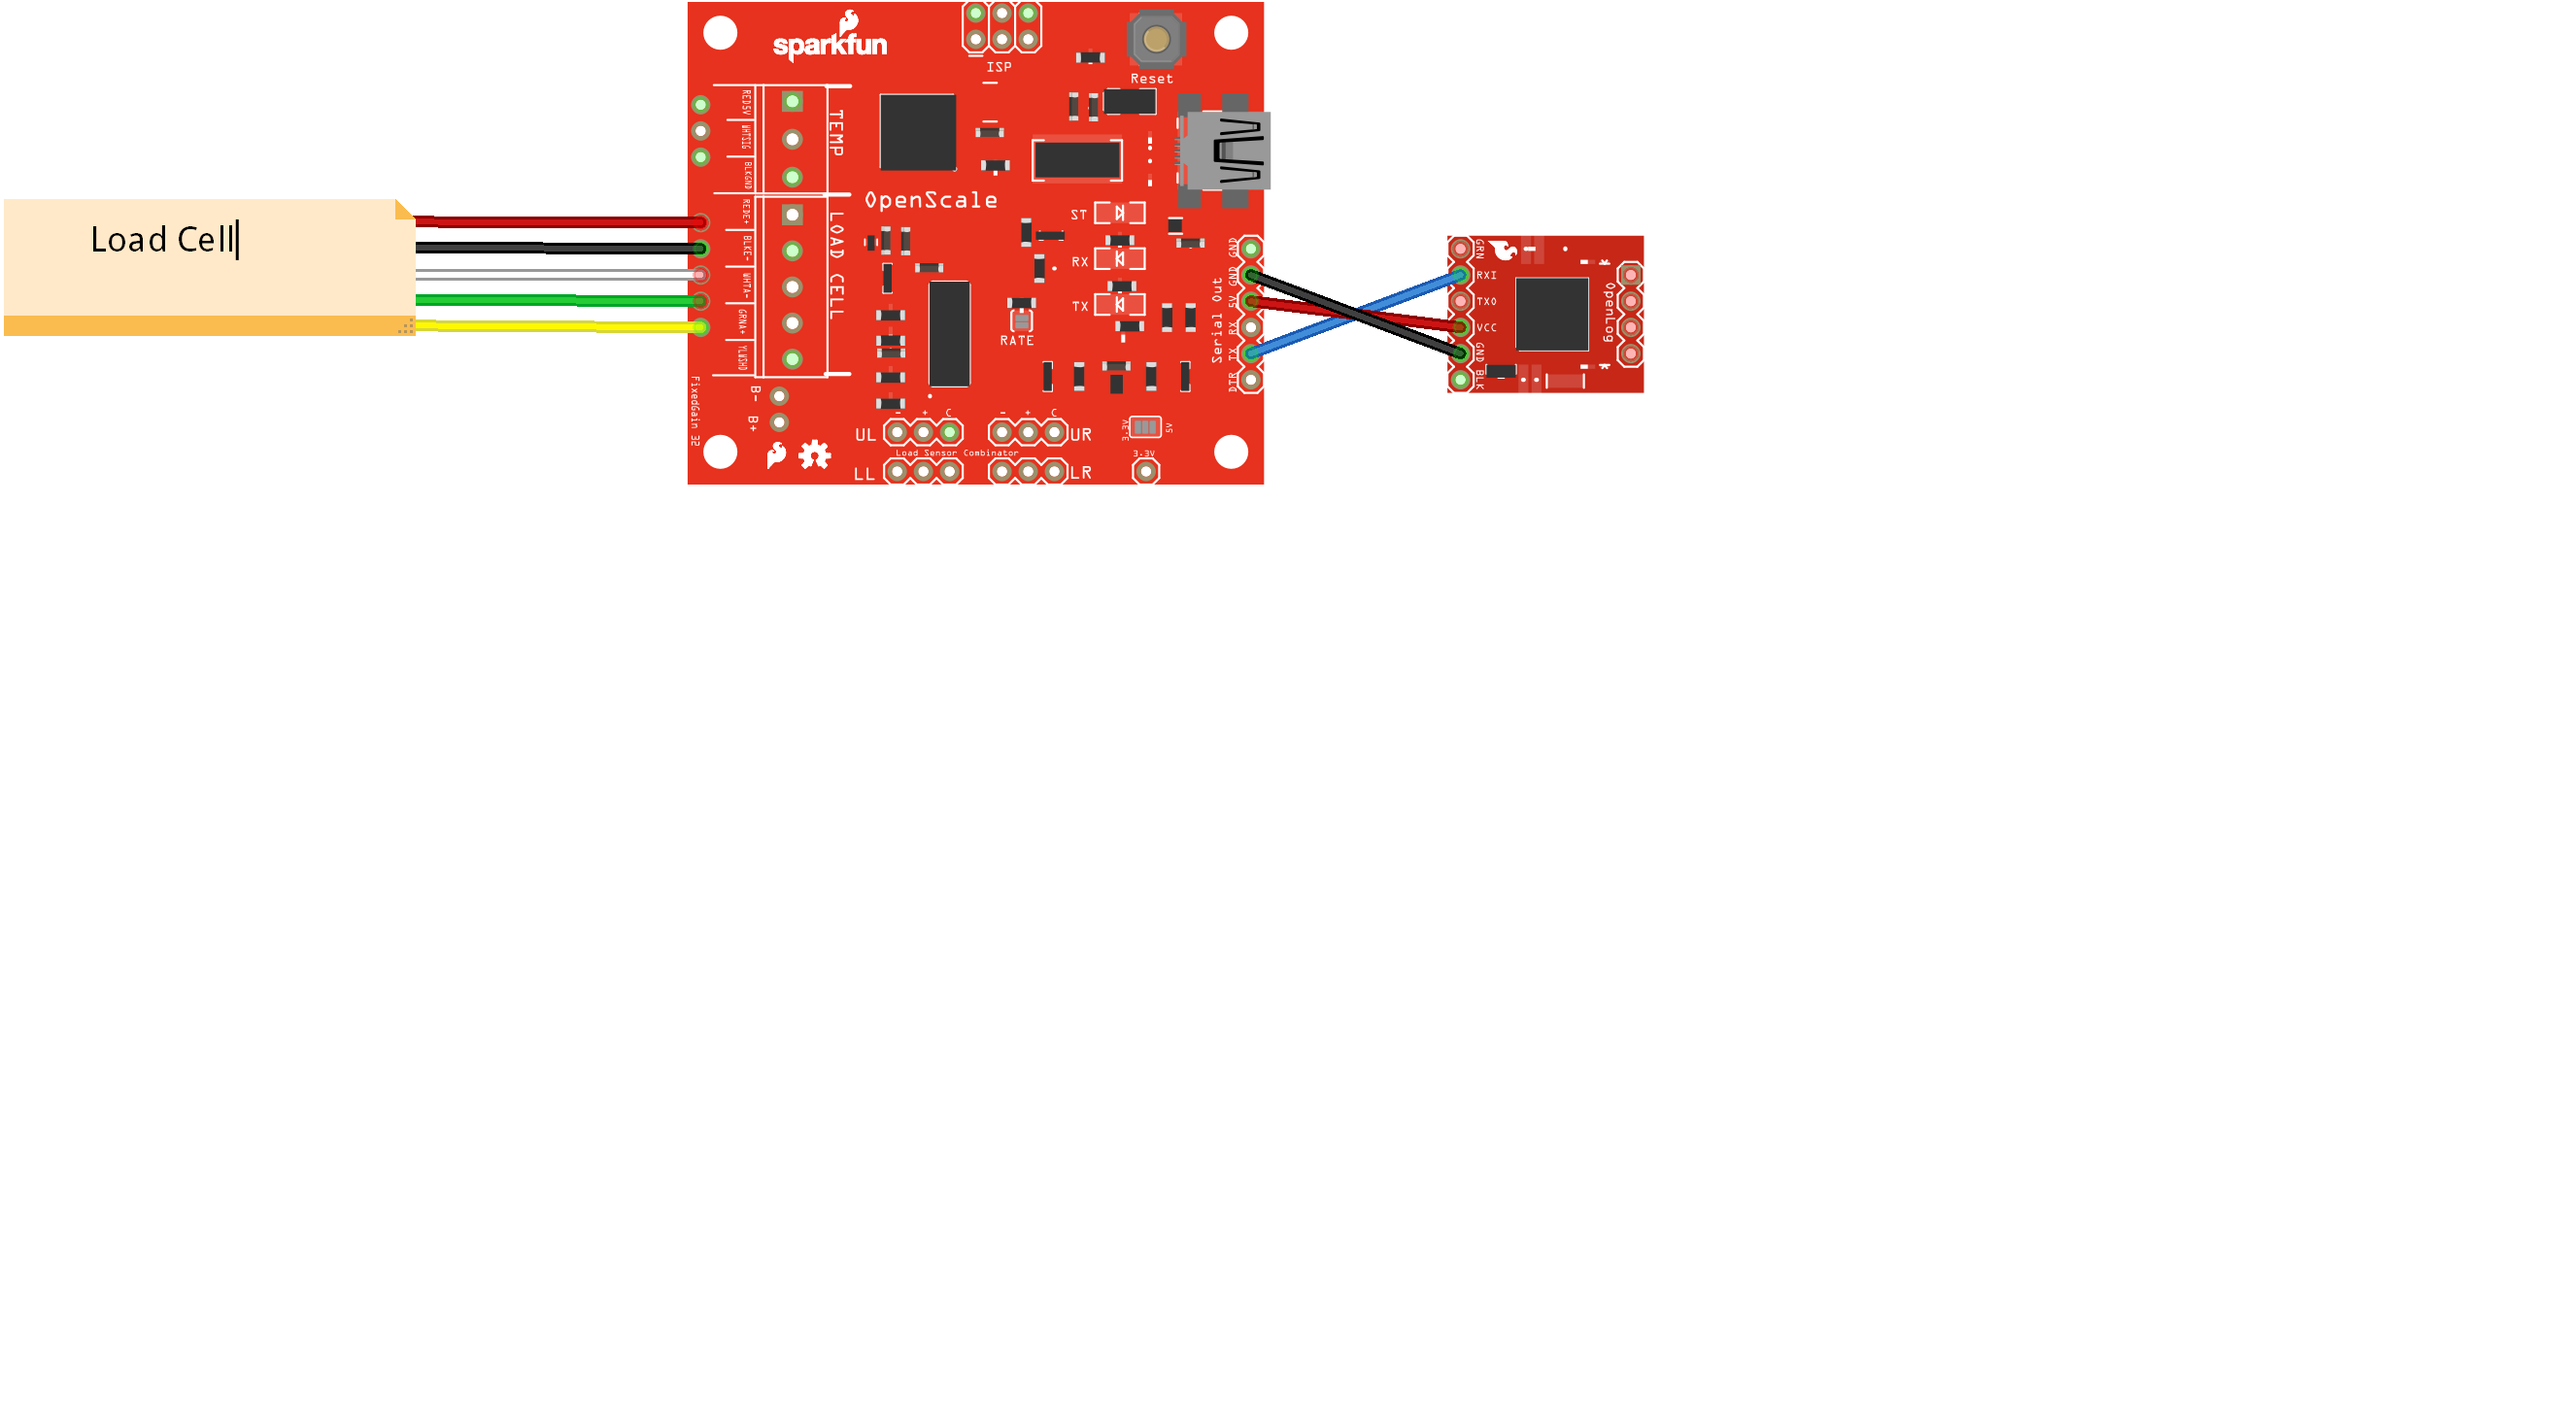 Load Cell
sparkfun
ISP
Reset
RED5V
WHTSIG
BLKGND
TEMP
OpenScale
REDE+
BLKE-
WHTA-
GRNA+
YLWSHD
LOAD CELL
ST
RX
TX
RATE
GND
GND
5V
RX
TX
DTR
Serial Out
FixedGain 32
B-
B+
- + C
- + C
UL
UR
Load Sensor Combinator
LL
LR
3.3V
5V
3.3V
GRN
RXI
TXO
VCC
GND
BLK
OpenLog